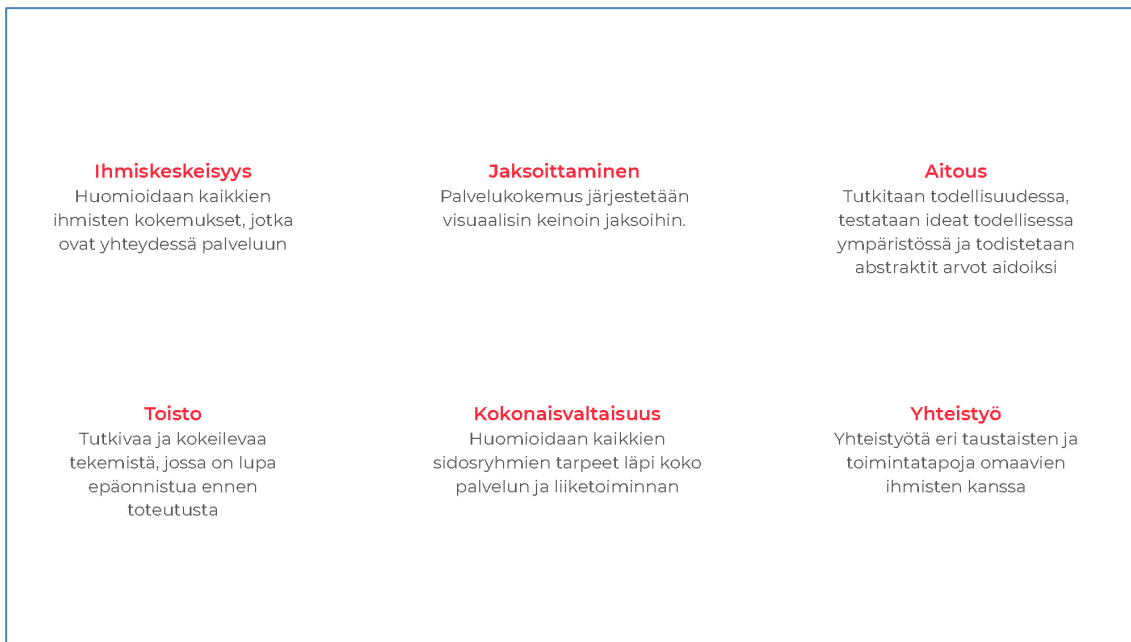 Ihmiskeskeisyys
Huomioidaan kaikkien
ihmisten kokemukset, jotka
ovat yhteydessä palveluun
Jaksoittaminen
Palvelukokemus järjestetään
visuaalisin keinoin jaksoihin.
Aitous
Tutkitaan todellisuudessa,
testataan ideat todellisessa
ympäristössä ja todistetaan
abstraktit arvot aidoiksi
Toisto
Tutkivaa ja kokeilevaa
tekemistä, jossa on lupa
epäonnistua ennen
toteutusta
Kokonaisvaltaisuus
Huomioidaan kaikkien
sidosryhmien tarpeet läpi koko
palvelun ja liiketoiminnan
Yhteistyö
Yhteistyötä eri taustaisten ja
toimintatapoja omaavien
ihmisten kanssa